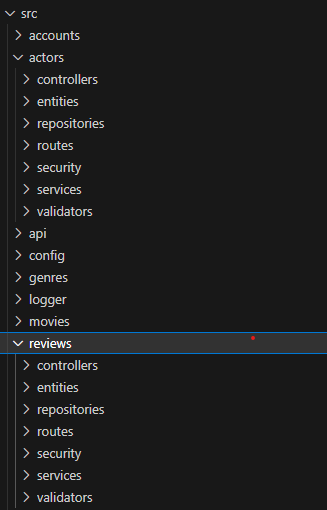 src
accounts
actors
controllers
entities
repositories
routes
security
services
validators
api
config
genres
logger
movies
reviews
controllers
entities
repositories
routes
security
services
validators